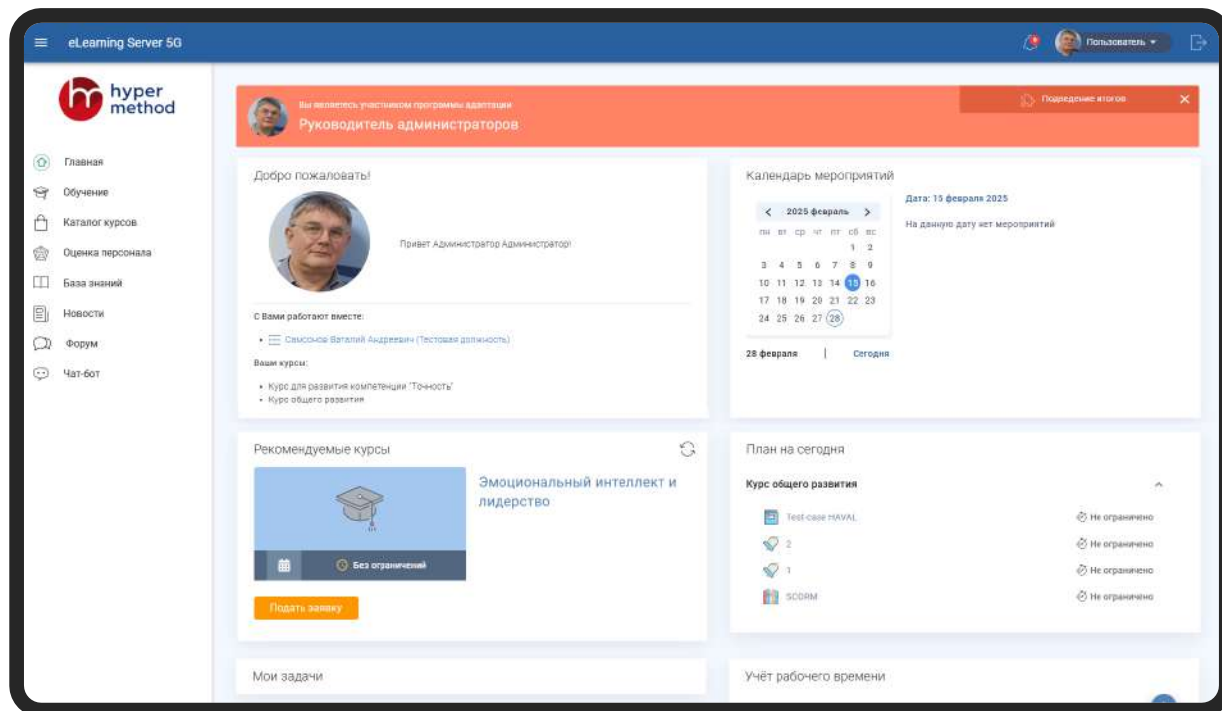 eLearning Server 5G
Пользователь
hyper
method
Вы являетесь участником программы адаптации
Руководитель администраторов
Подведение итогов
Главная
Обучение
Каталог курсов
Оценка персонала
База знаний
Новости
Форум
Чат-бот
Добро пожаловать!
Привет Администратор Администратор!
С Вами работают вместе:
Самсонов Виталий Андреевич (Тестовая должность)
Ваши курсы:
Курс для развития компетенции "Точность"
Курс общего развития
Календарь мероприятий
2025 февраль
пн вт ср чт пт сб вс
1 2
3 4 5 6 7 8 9
10 11 12 13 14 15 16
17 18 19 20 21 22 23
24 25 26 27 28
28 февраля | Сегодня
Дата: 15 февраля 2025
На данную дату нет мероприятий
Рекомендуемые курсы
Эмоциональный интеллект и
лидерство
Без ограничений
Подать заявку
План на сегодня
Курс общего развития
Test-case HAVAL Не ограничено
2 Не ограничено
1 Не ограничено
SCORM Не ограничено
Мои задачи
Учёт рабочего времени